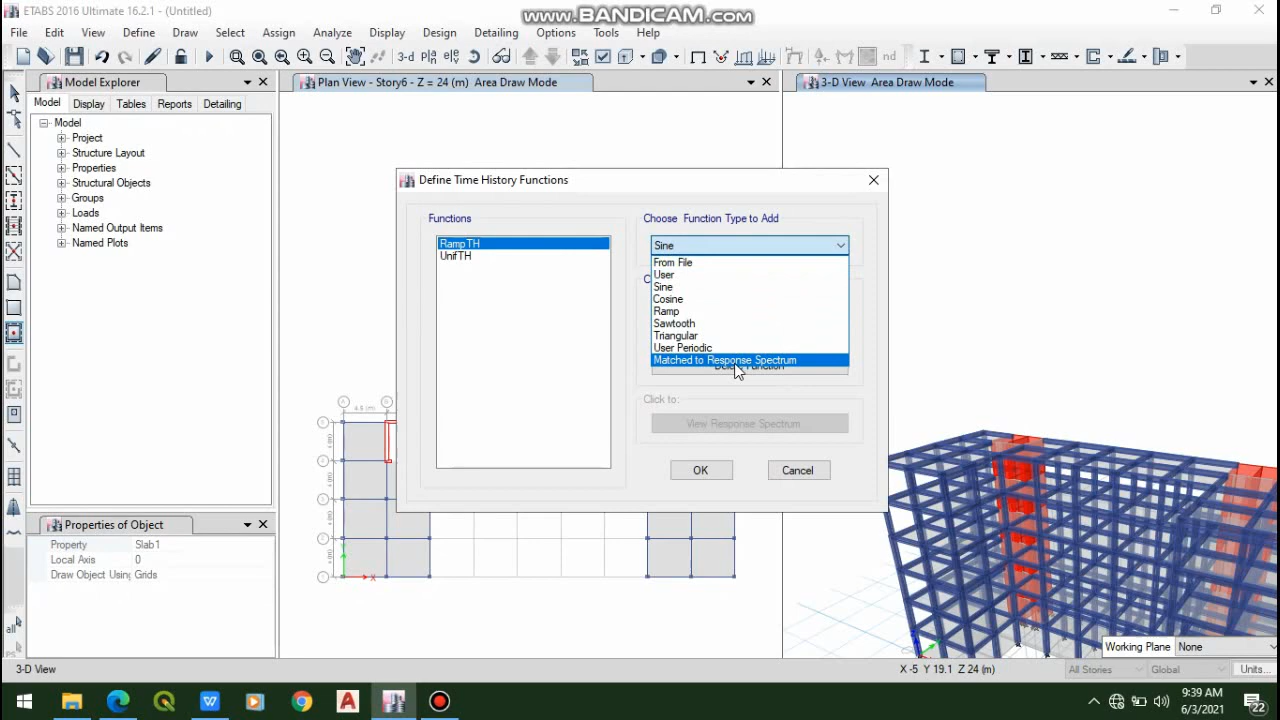 ETABS 2016 Ultimate 16.2.1 - (Untitled)
www.BANDICAM.com
File Edit View Define Draw Select Assign Analyze Display Design Detailing Options Tools Help
3-d nd
Model Explorer
Plan View - Story6 - Z = 24 (m) Area Draw Mode
3-D View Area Draw Mode
Model Display Tables Reports Detailing
Model
Project
Structure Layout
Properties
Structural Objects
Groups
Loads
Named Output Items
Named Plots
Define Time History Functions
Functions
RampTH
UnifTH
Choose Function Type to Add
Sine
From File
User
Sine
Cosine
Ramp
Sawtooth
Triangular
User Periodic
Matched to Response Spectrum
Click to:
View Response Spectrum
OK Cancel
Properties of Object
Property Slab1
Local Axis 0
Draw Object Using Grids
all
X
Working Plane None
3-D View
X -5 Y 19.1 Z 24 (m)
All Stories Global Units...
9:39 AM
6/3/2021
22